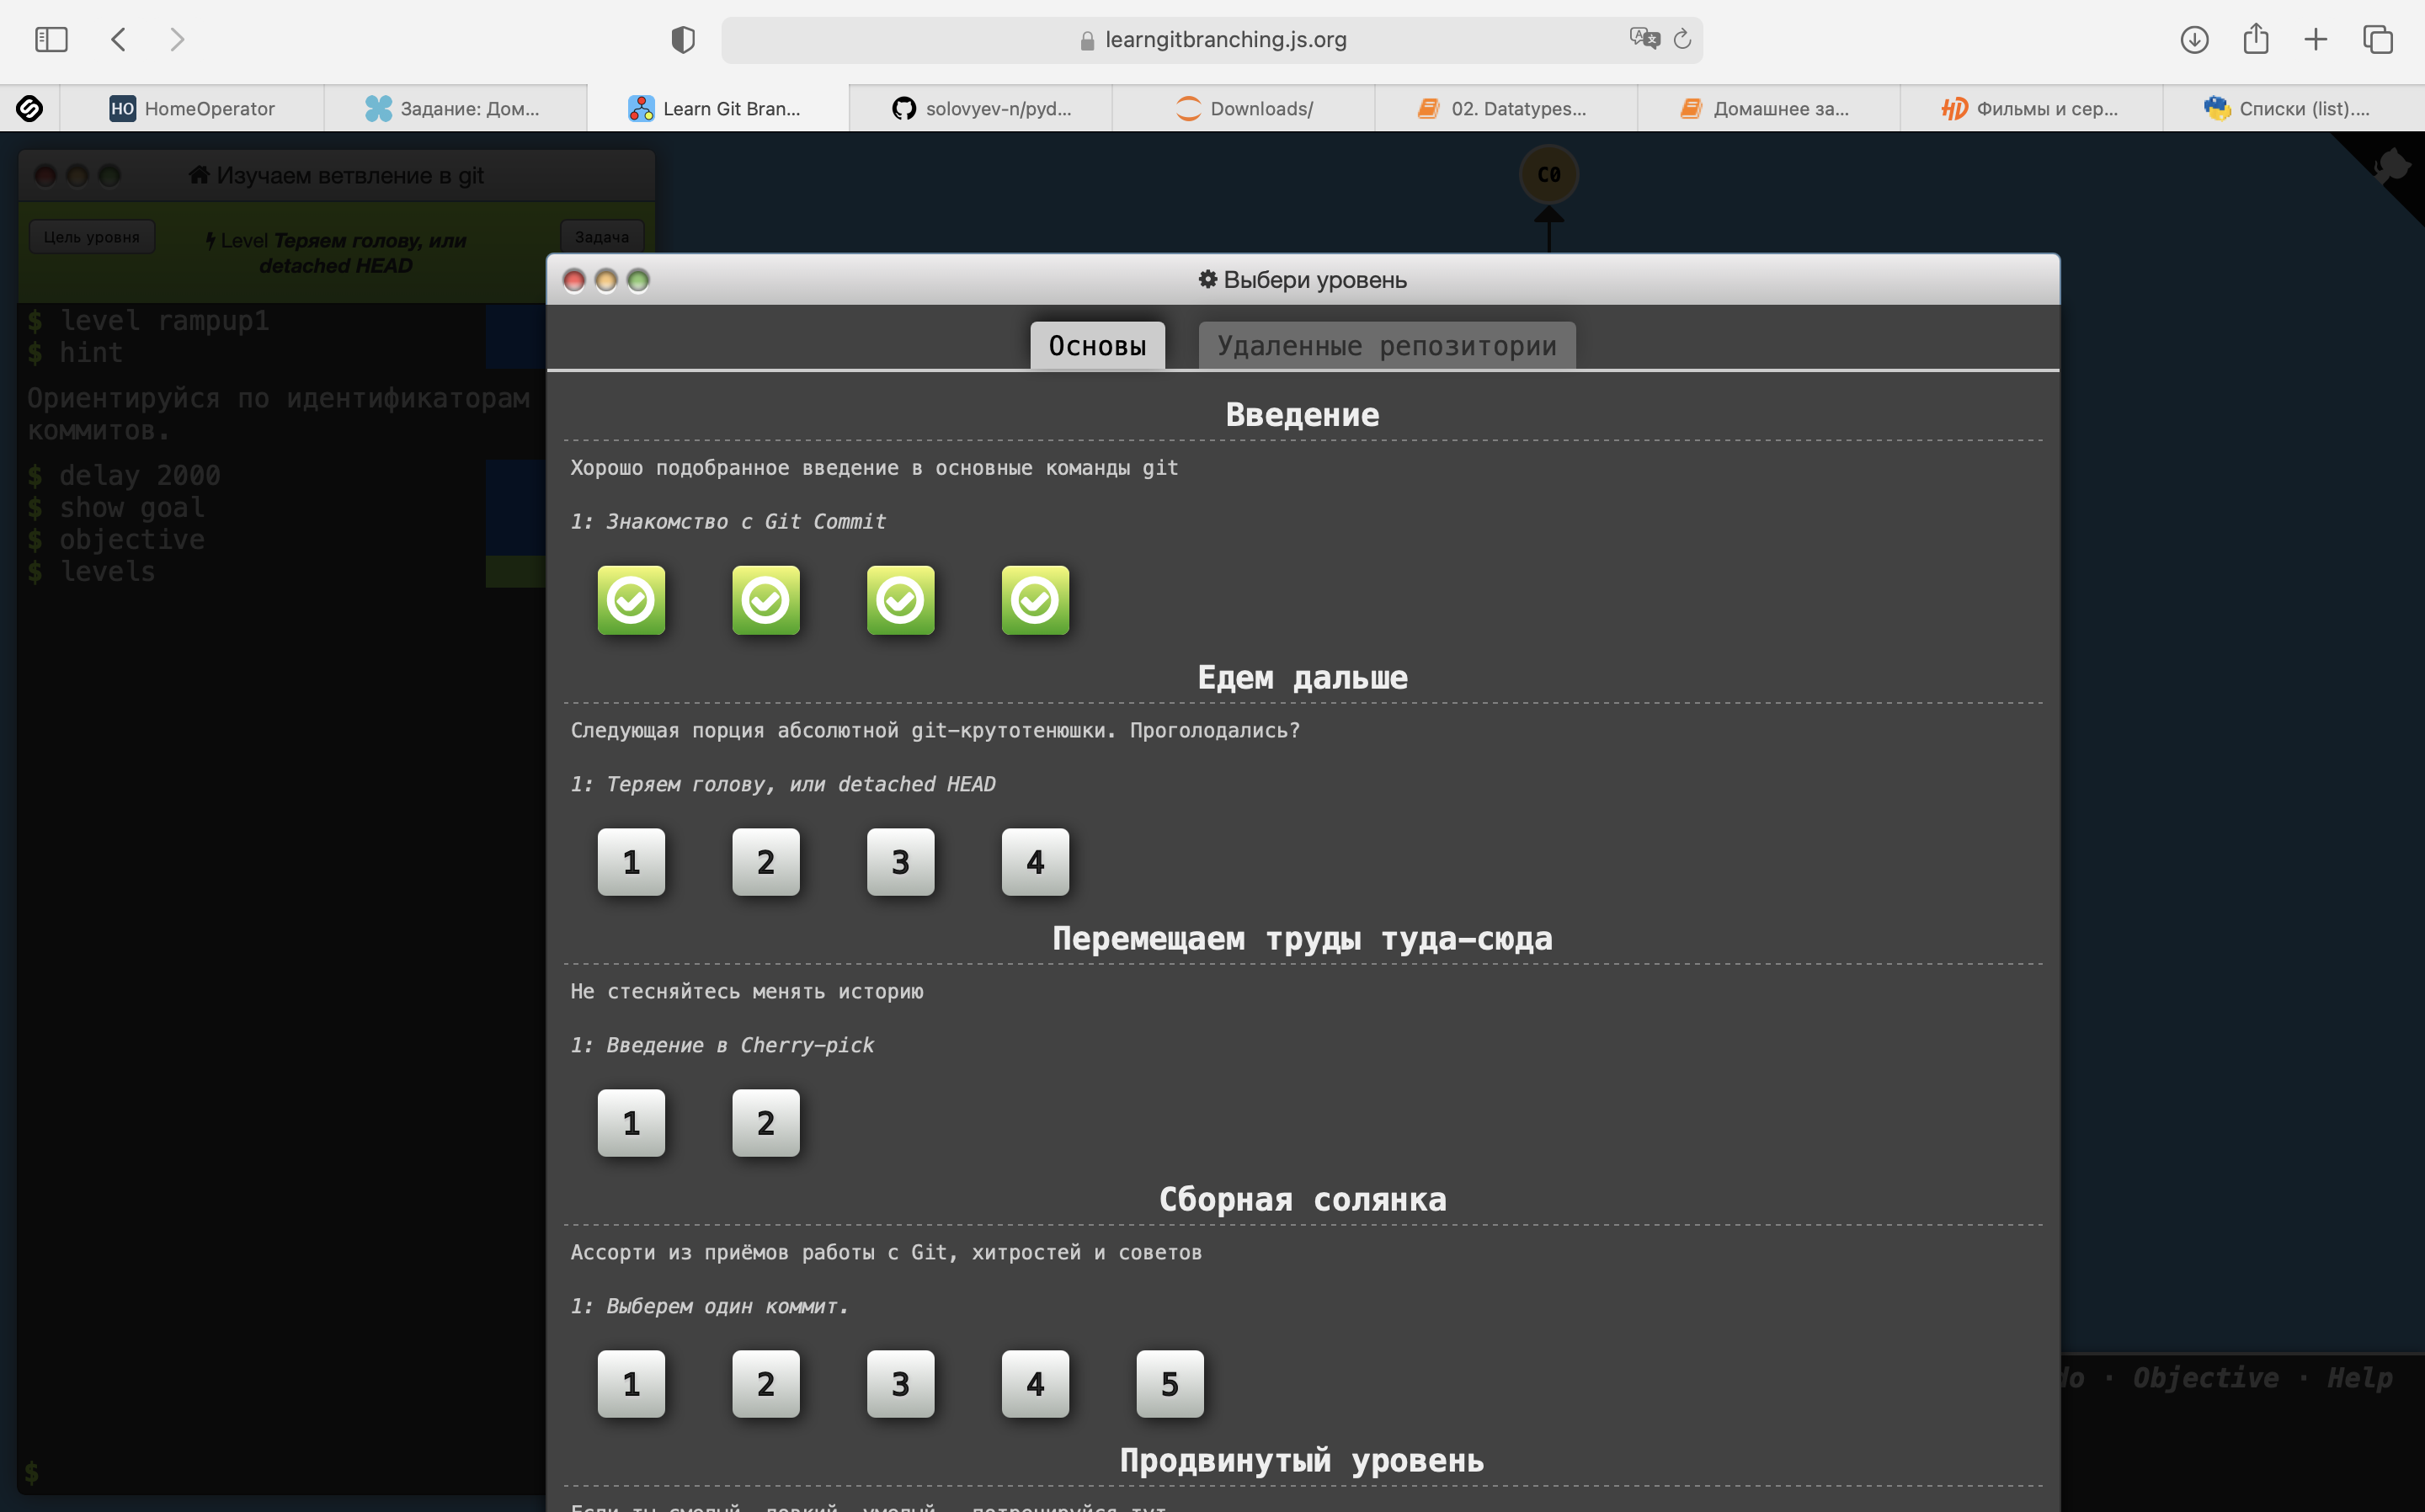 learngitbranching.js.org
HO HomeOperator
Задание: Дом...
Learn Git Bran...
solovyev-n/pyd...
Downloads/
02. Datatypes...
Домашнее за...
HD Фильмы и сер...
Списки (list)....
Изучаем ветвление в git
Цель уровня
Level Теряем голову, или
detached HEAD
Задача
$ level rampup1
$ hint
Ориентируйся по идентификаторам
коммитов.
$ delay 2000
$ show goal
$ objective
$ levels
$
C0
Выбери уровень
Основы
Удаленные репозитории
Введение
Хорошо подобранное введение в основные команды git
1: Знакомство с Git Commit
Едем дальше
Следующая порция абсолютной git-крутотенюшки. Проголодались?
1: Теряем голову, или detached HEAD
1 2 3 4
Перемещаем труды туда-сюда
Не стесняйтесь менять историю
1: Введение в Cherry-pick
1 2
Сборная солянка
Ассорти из приёмов работы с Git, хитростей и советов
1: Выберем один коммит.
1 2 3 4 5
Продвинутый уровень
do · Objective · Help